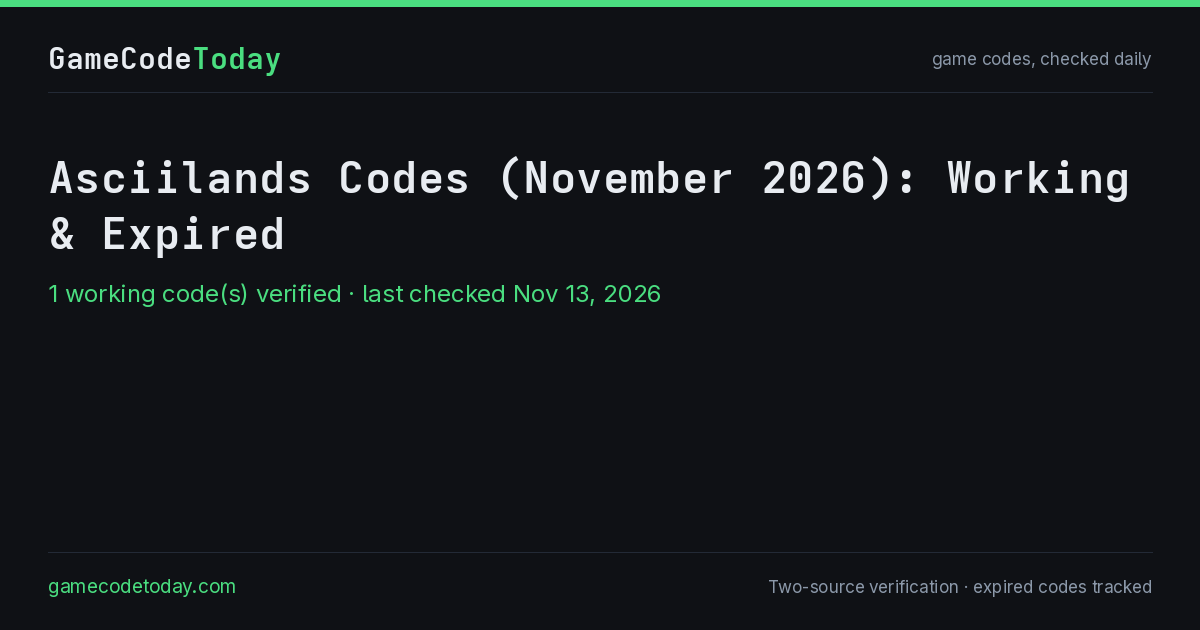 GameCodeToday
game codes, checked daily
Asciilands Codes (November 2026): Working
& Expired
1 working code(s) verified · last checked Nov 13, 2026
gamecodetoday.com
Two-source verification · expired codes tracked